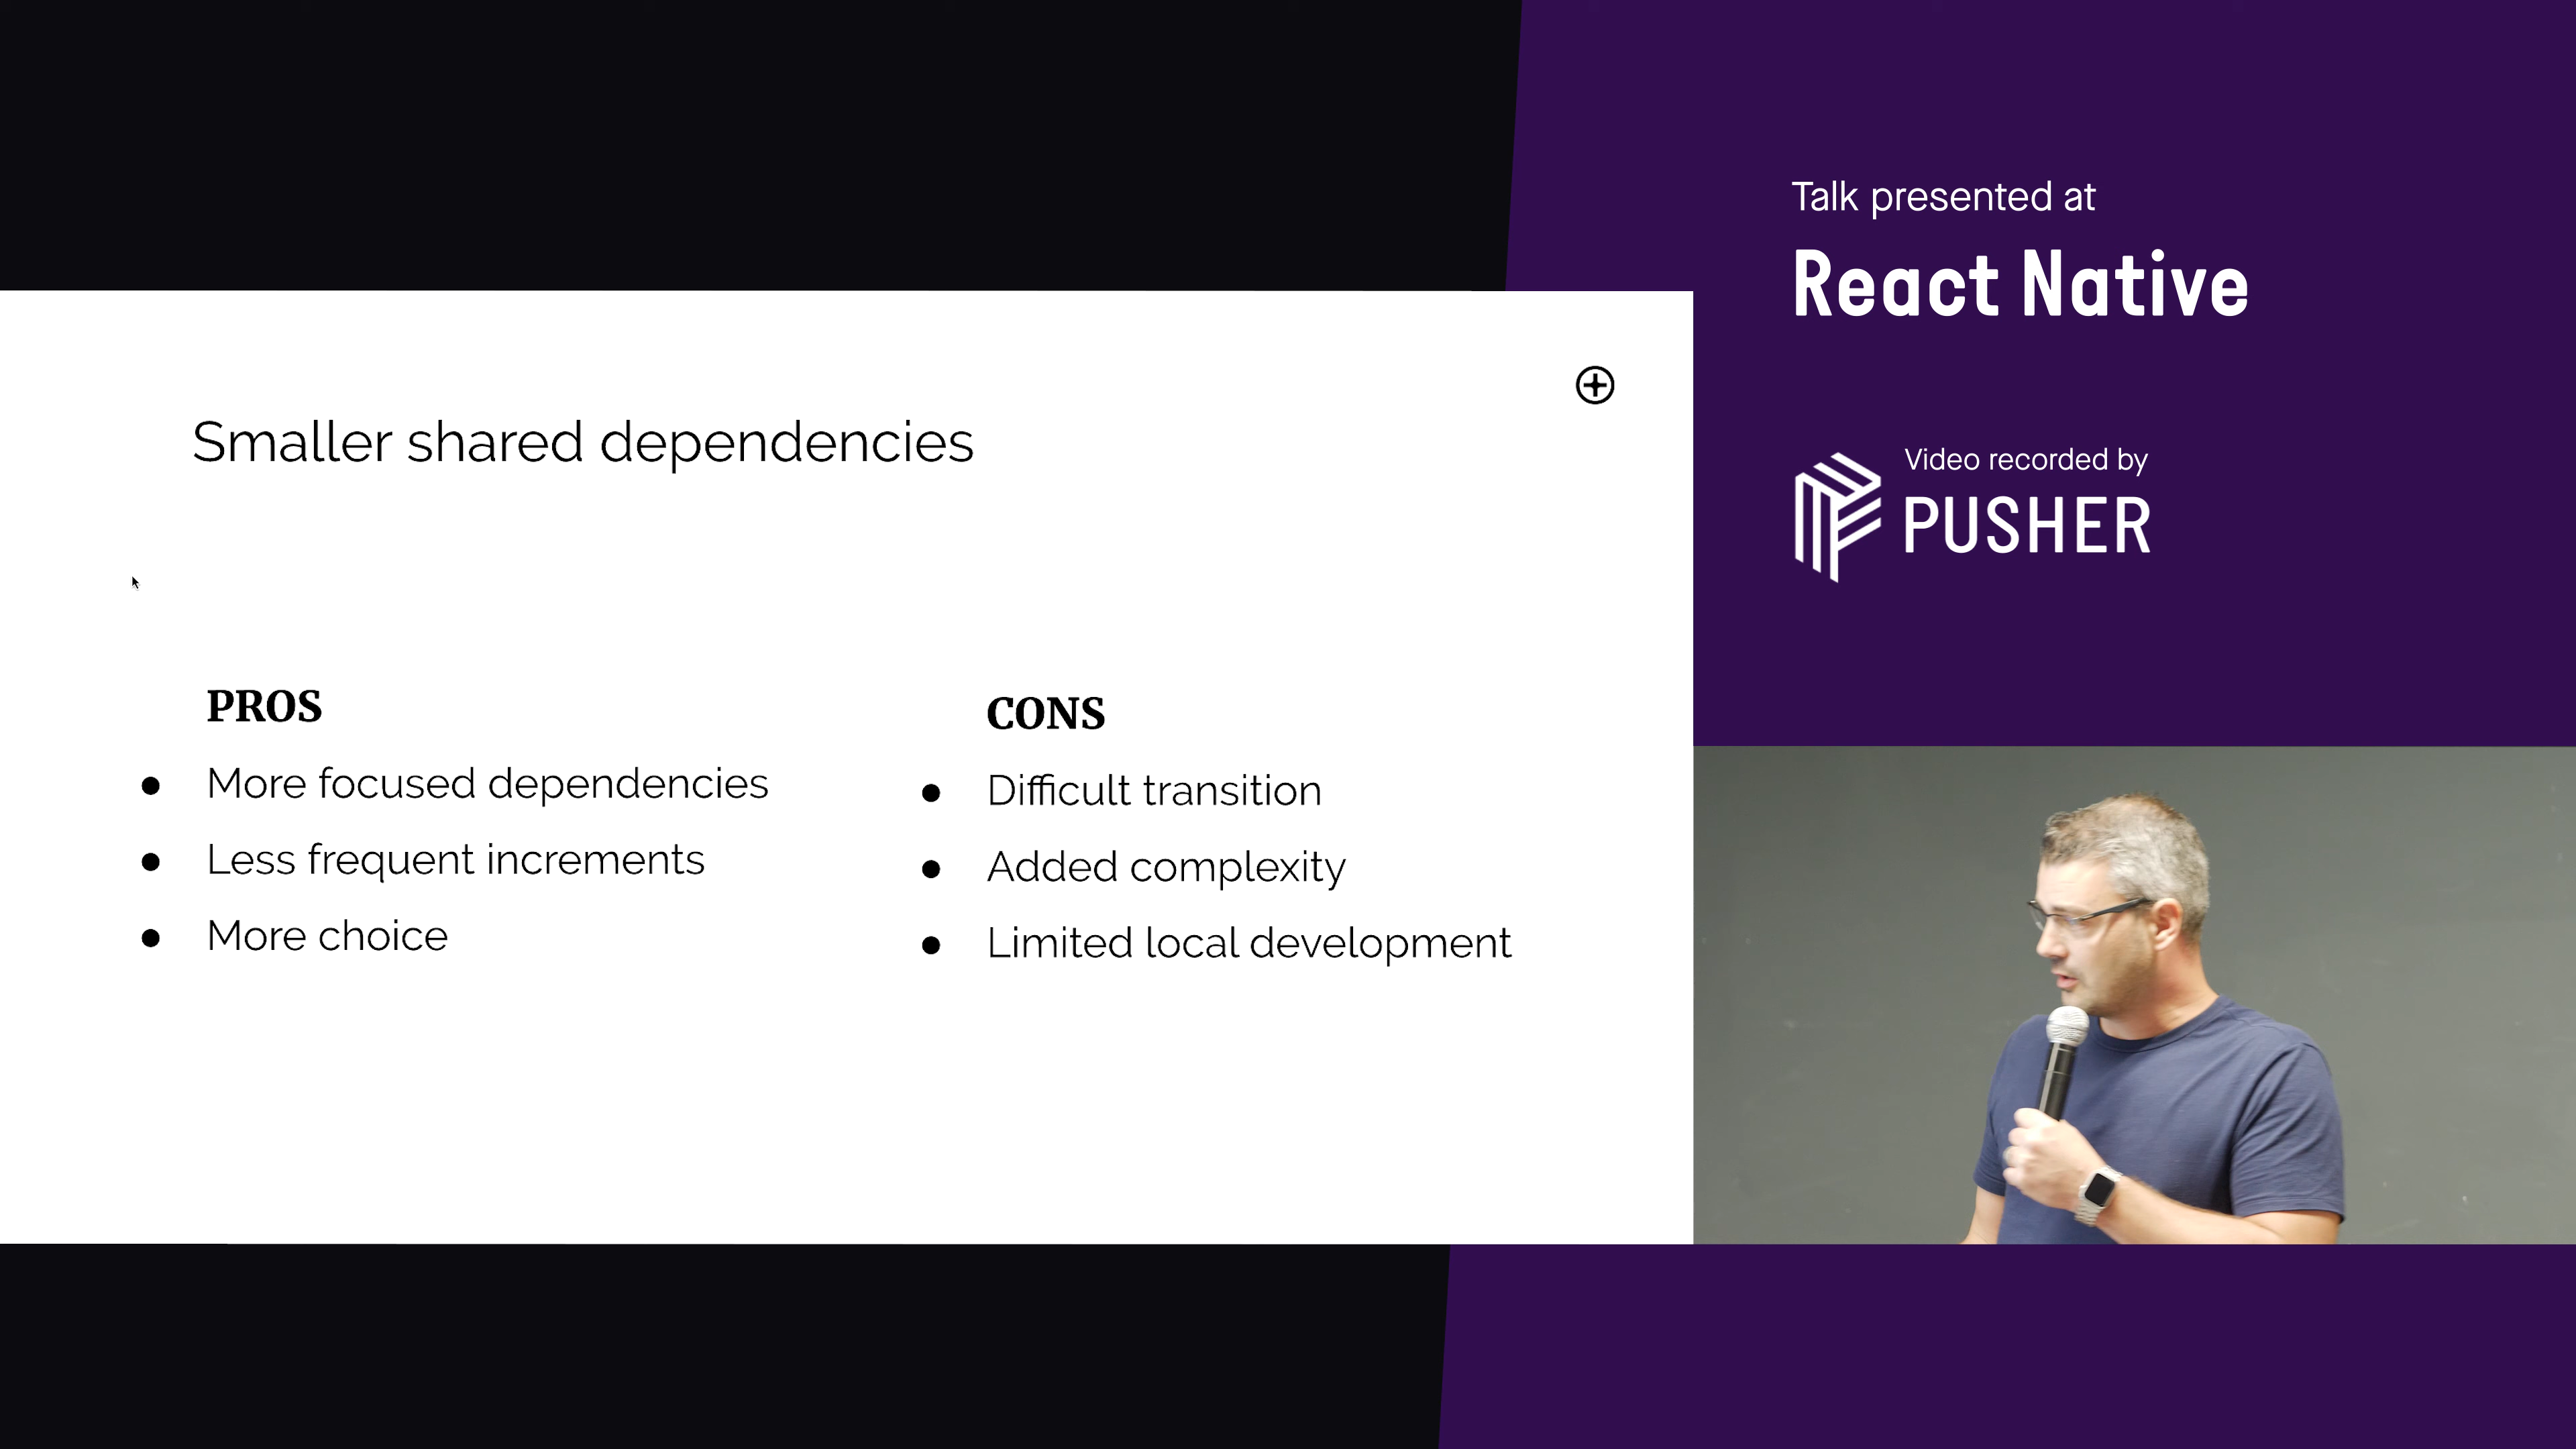 Smaller shared dependencies
PROS
More focused dependencies
Less frequent increments
More choice
CONS
Difficult transition
Added complexity
Limited local development
Talk presented at
React Native
Video recorded by
PUSHER